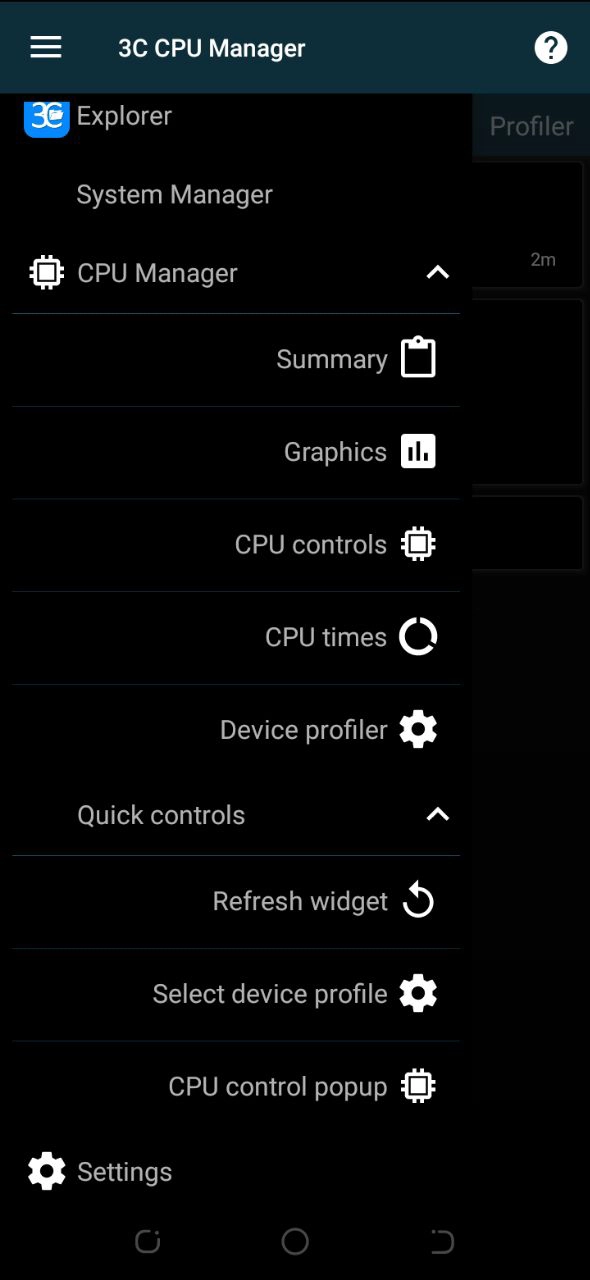 3C CPU Manager
?
3C Explorer
Profiler
System Manager
2m
CPU Manager
Summary
Graphics
CPU controls
CPU times
Device profiler
Quick controls
Refresh widget
Select device profile
CPU control popup
Settings